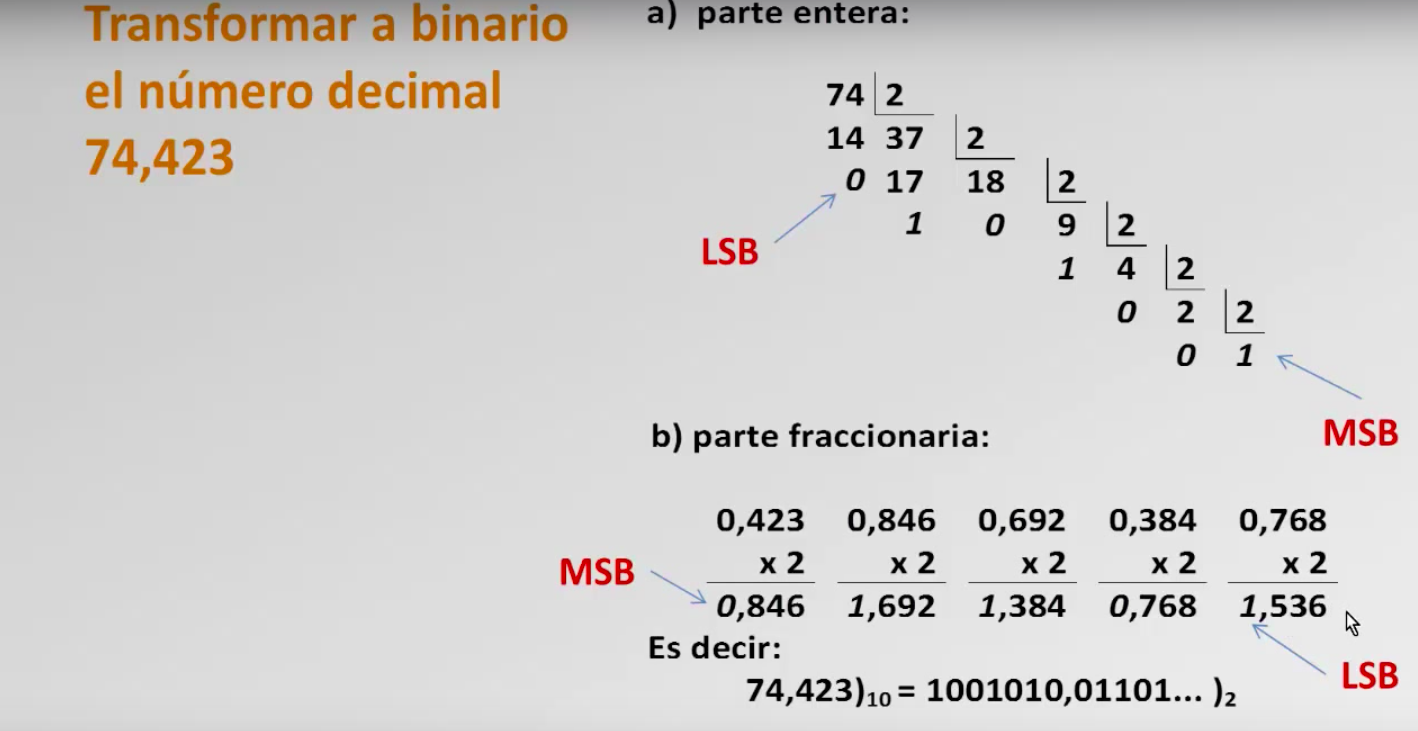 Transformar a binario
el número decimal
74,423
a) parte entera:
74 2
14 37 2
0 17 18 2
1 0 9 2
1 4 2
0 2 2
0 1
LSB
MSB
b) parte fraccionaria:
0,423 0,846 0,692 0,384 0,768
x 2 x 2 x 2 x 2 x 2
MSB
0,846 1,692 1,384 0,768 1,536
LSB
Es decir:
74,423)10 = 1001010,01101... )2